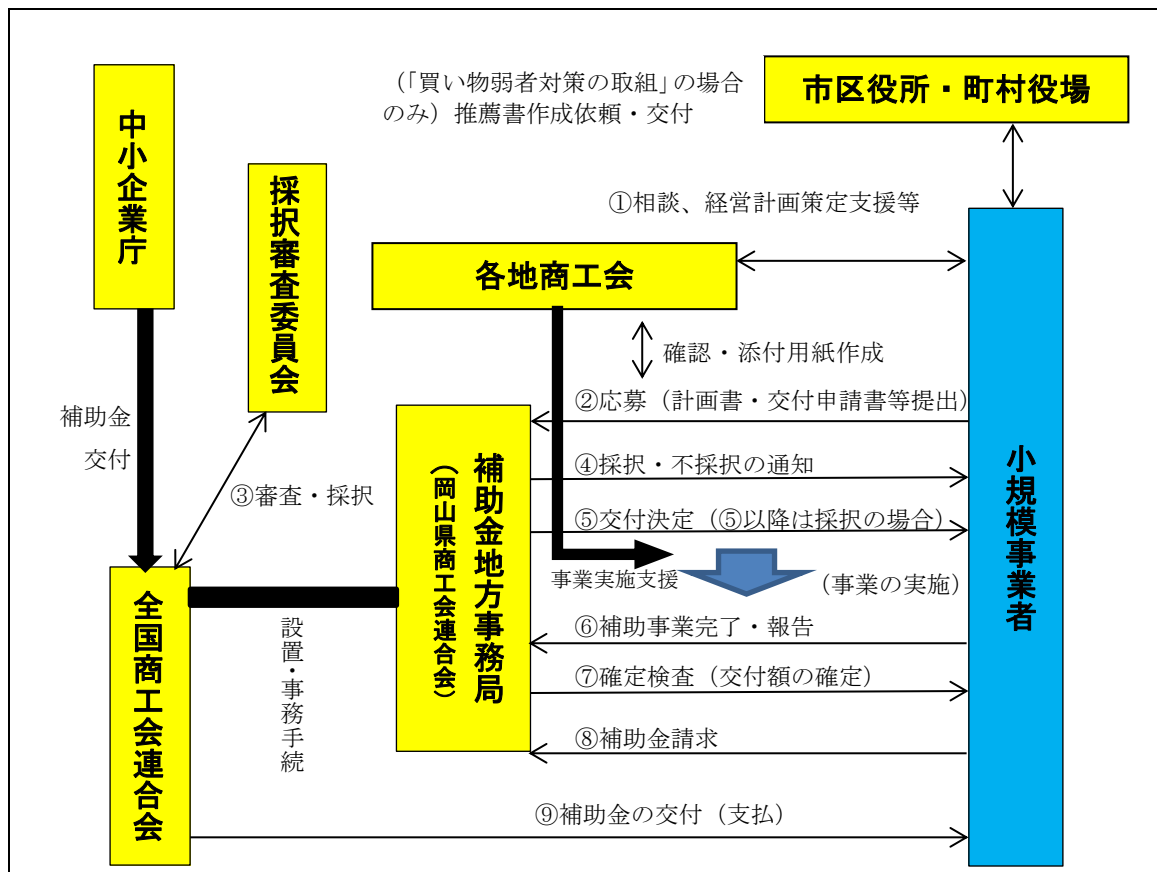 (「買い物弱者対策の取組」の場合
のみ）推薦書作成依頼・交付
市区役所・町村役場
中小企業庁
採択審査委員会
①相談、経営計画策定支援等
各地商工会
確認・添付用紙作成
②応募（計画書・交付申請書等提出）
補助金
交付
③審査・採択
補助金地方事務局
（岡山県商工会連合会）
④採択・不採択の通知
⑤交付決定（⑤以降は採択の場合）
事業実施支援
（事業の実施）
小規模事業者
全国商工会連合会
設置・事務手続
⑥補助事業完了・報告
⑦確定検査（交付額の確定）
⑧補助金請求
⑨補助金の交付（支払）